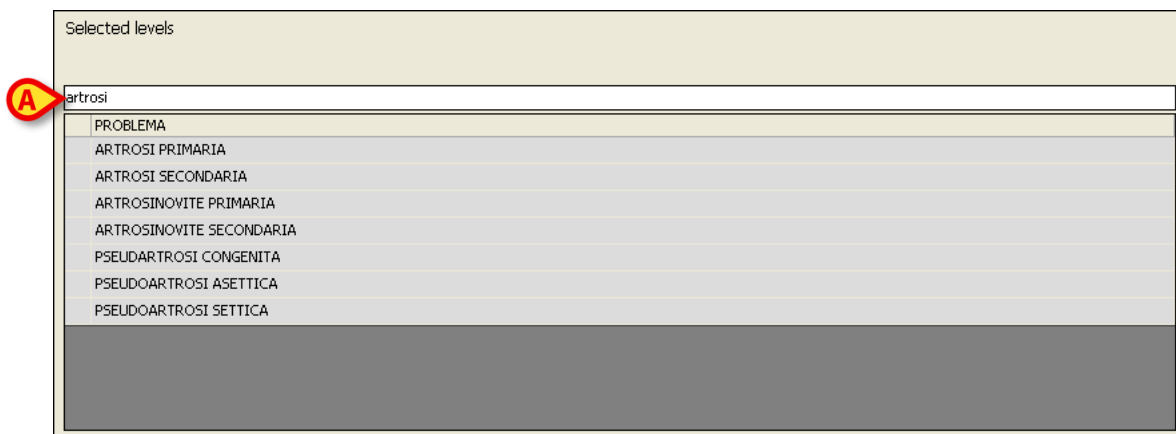 Selected levels
A
artrosi
PROBLEMA
ARTROSI PRIMARIA
ARTROSI SECONDARIA
ARTROSINOVITE PRIMARIA
ARTROSINOVITE SECONDARIA
PSEUDARTROSI CONGENITA
PSEUDOARTROSI ASETTICA
PSEUDOARTROSI SETTICA